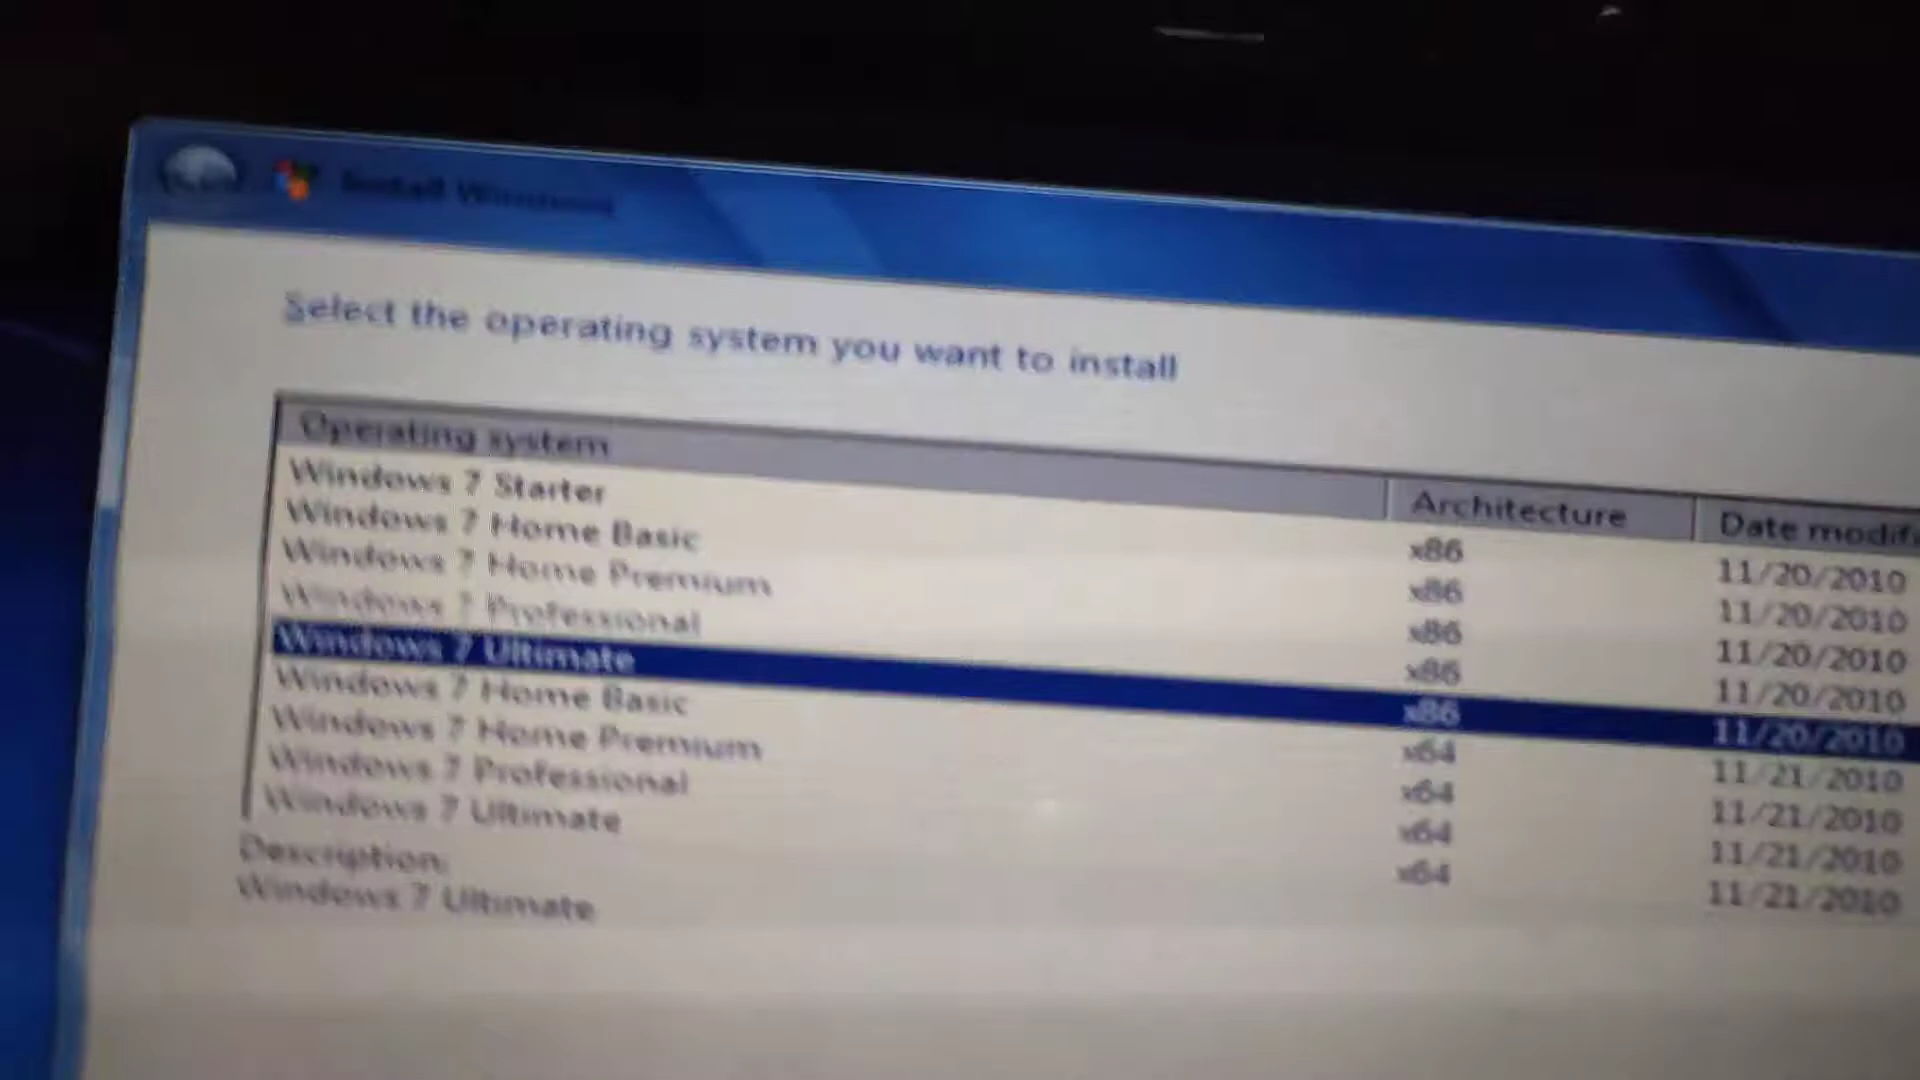 Install Windows
Select the operating system you want to install
Operating system Architecture Date modifi
Windows 7 Starter x86 11/20/2010
Windows 7 Home Basic x86 11/20/2010
Windows 7 Home Premium x86 11/20/2010
Windows 7 Professional x86 11/20/2010
Windows 7 Ultimate x86 11/20/2010
Windows 7 Home Basic x64 11/21/2010
Windows 7 Home Premium x64 11/21/2010
Windows 7 Professional x64 11/21/2010
Windows 7 Ultimate x64 11/21/2010
Description:
Windows 7 Ultimate